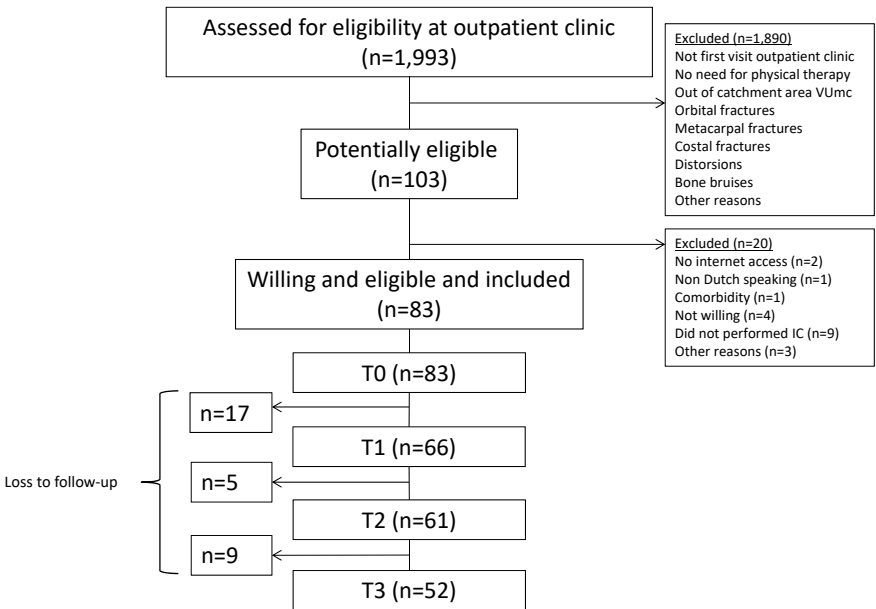 Assessed for eligibility at outpatient clinic
(n=1,993)
Excluded (n=1,890)
Not first visit outpatient clinic
No need for physical therapy
Out of catchment area VUmc
Orbital fractures
Metacarpal fractures
Costal fractures
Distorsions
Bone bruises
Other reasons
Potentially eligible
(n=103)
Excluded (n=20)
No internet access (n=2)
Non Dutch speaking (n=1)
Comorbidity (n=1)
Not willing (n=4)
Did not performed IC (n=9)
Other reasons (n=3)
Willing and eligible and included
(n=83)
T0 (n=83)
n=17
T1 (n=66)
Loss to follow-up
n=5
T2 (n=61)
n=9
T3 (n=52)